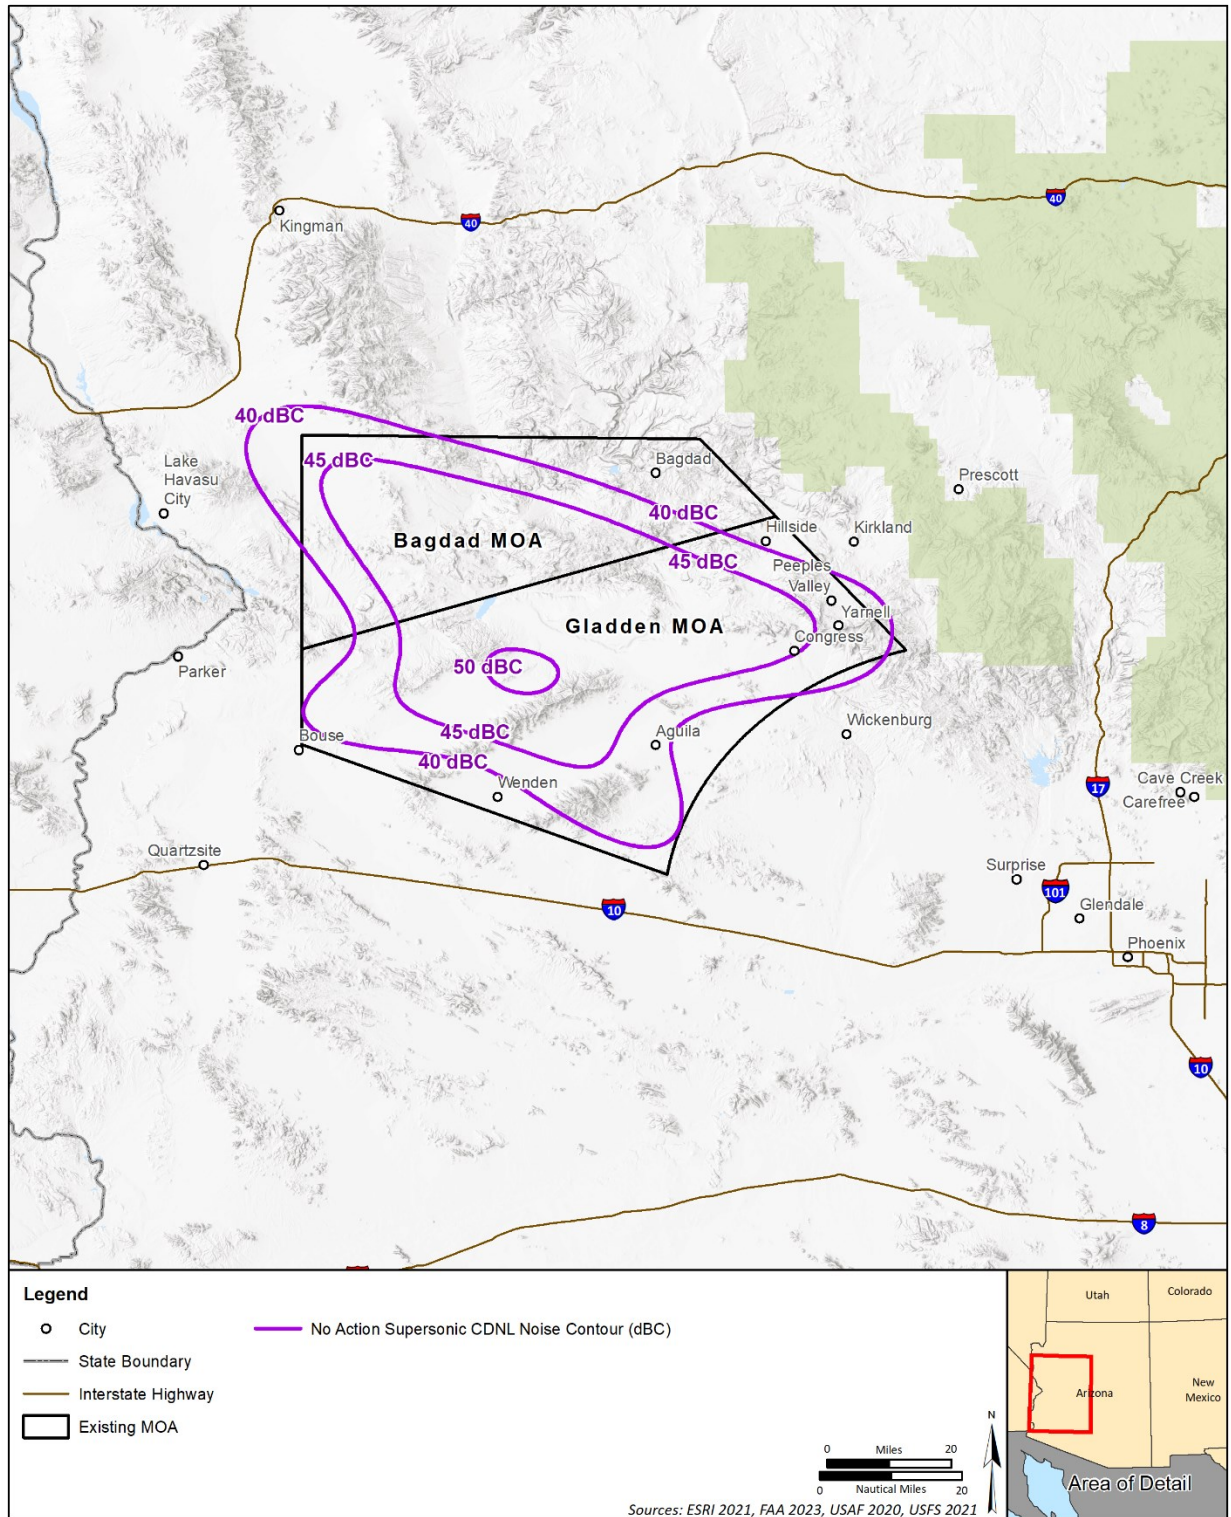 40
40
Kingman
40 dBC
45 dBC
Bagdad
Lake
Havasu
City
Prescott
40 dBC
Hillside
Kirkland
Bagdad MOA
45 dBC
Peeples
Valley
Yarnell
Gladden MOA
Congress
50 dBC
Parker
Wickenburg
Bouse
45 dBC
Aguila
40 dBC
Wenden
17
Cave Creek
Carefree
Quartzsite
Surprise
101
10
Glendale
Phoenix
10
8
Legend
City
No Action Supersonic CDNL Noise Contour (dBC)
State Boundary
Interstate Highway
Existing MOA
N
0 Miles 20
0 Nautical Miles 20
Sources: ESRI 2021, FAA 2023, USAF 2020, USFS 2021
Utah
Colorado
Arizona
New
Mexico
Area of Detail